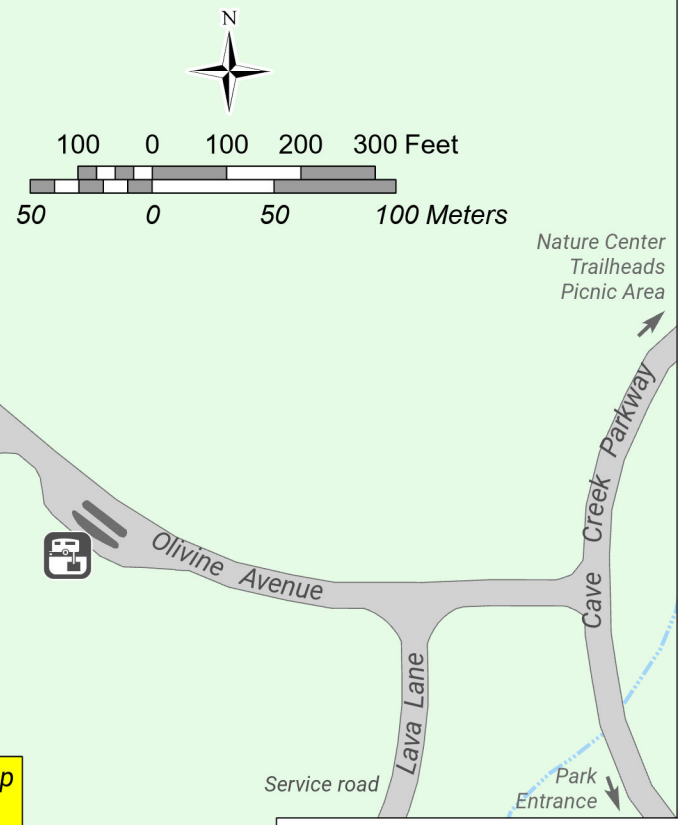 N
100 0 100 200 300 Feet
50 0 50 100 Meters
Nature Center
Trailheads
Picnic Area
Cave Creek Parkway
Olivine Avenue
Lava Lane
Service road
Park
Entrance
p